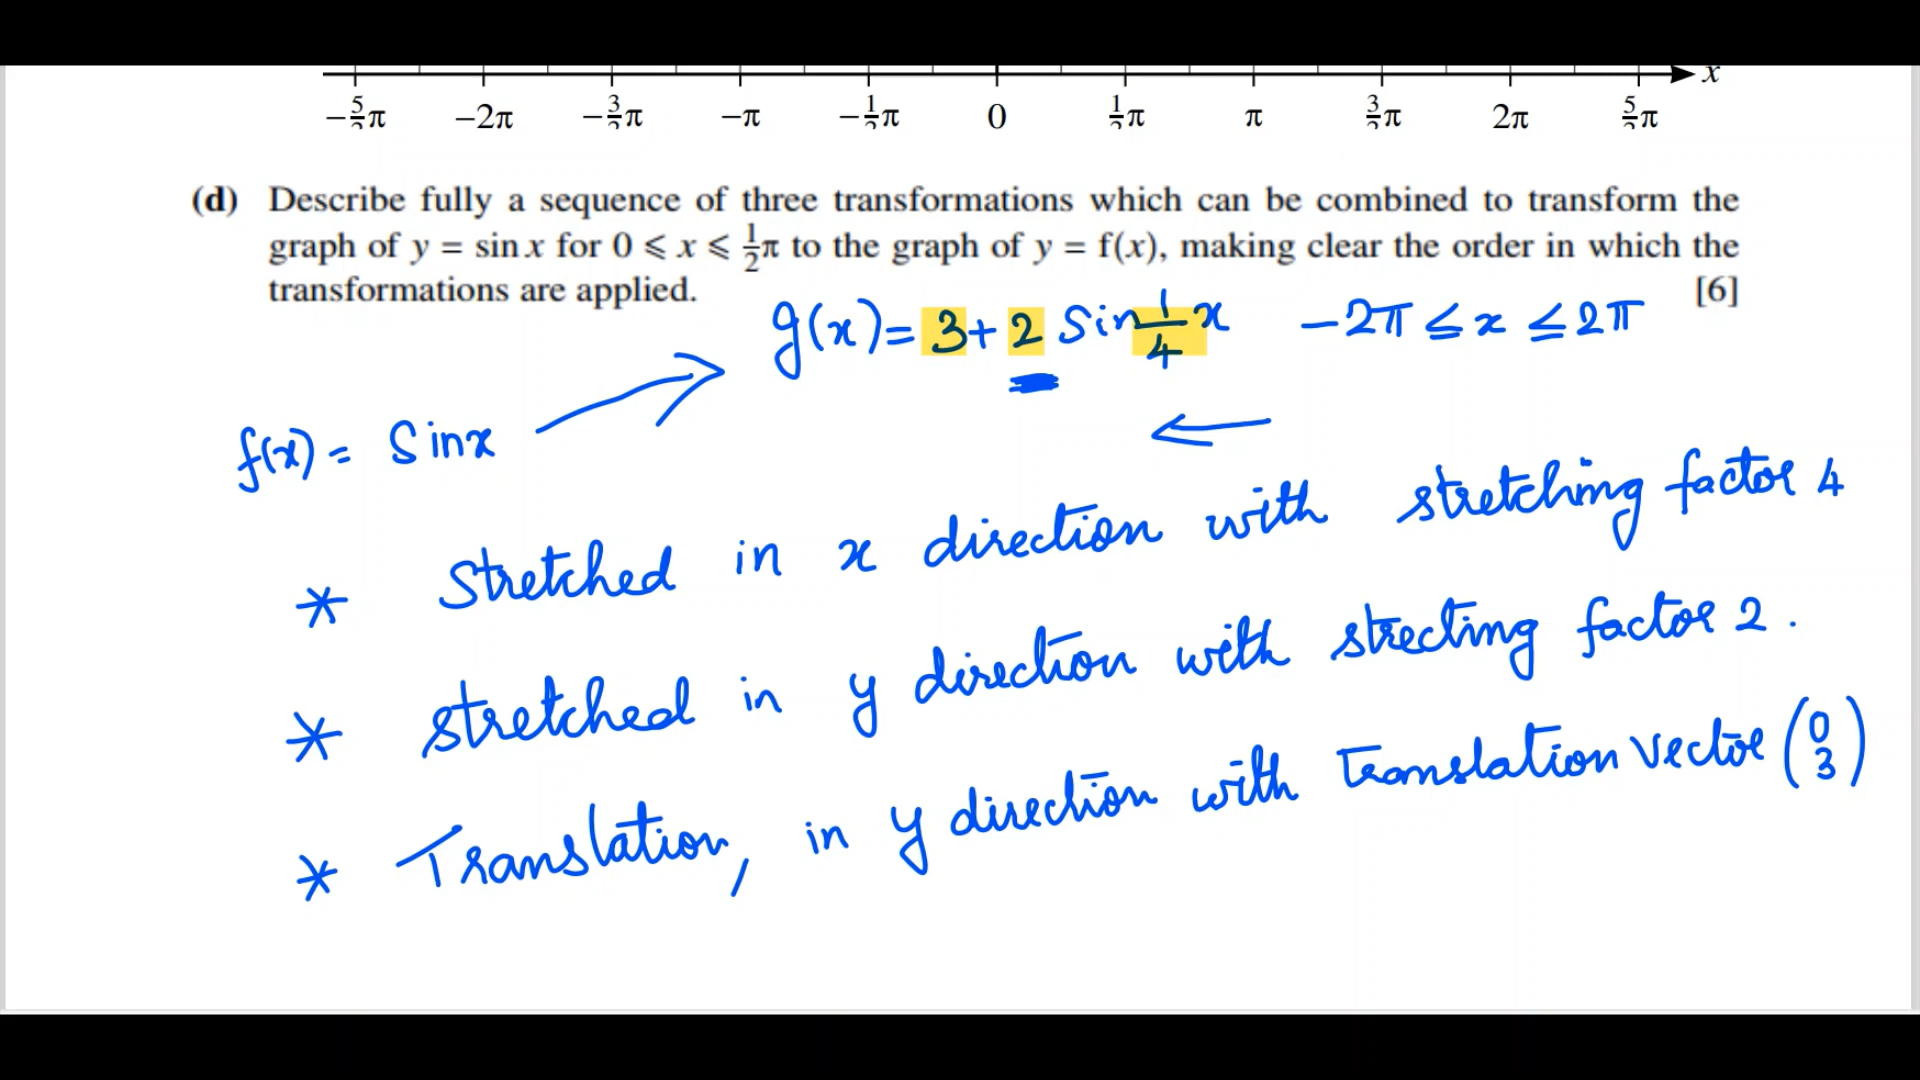 −5/2π −2π −3/2π −π −1/2π 0 1/2π π 3/2π 2π 5/2π x
(d) Describe fully a sequence of three transformations which can be combined to transform the
graph of y = sin x for 0 ⩽ x ⩽ 1/2π to the graph of y = f(x), making clear the order in which the
transformations are applied. [6]
g(x) = 3 + 2 Sin 1/4 x −2π ≤ x ≤ 2π
f(x) = Sinx
* Stretched in x direction with stretching factor 4
* stretched in y direction with strecting factor 2.
* Translation, in y direction with translation vector (0 3)